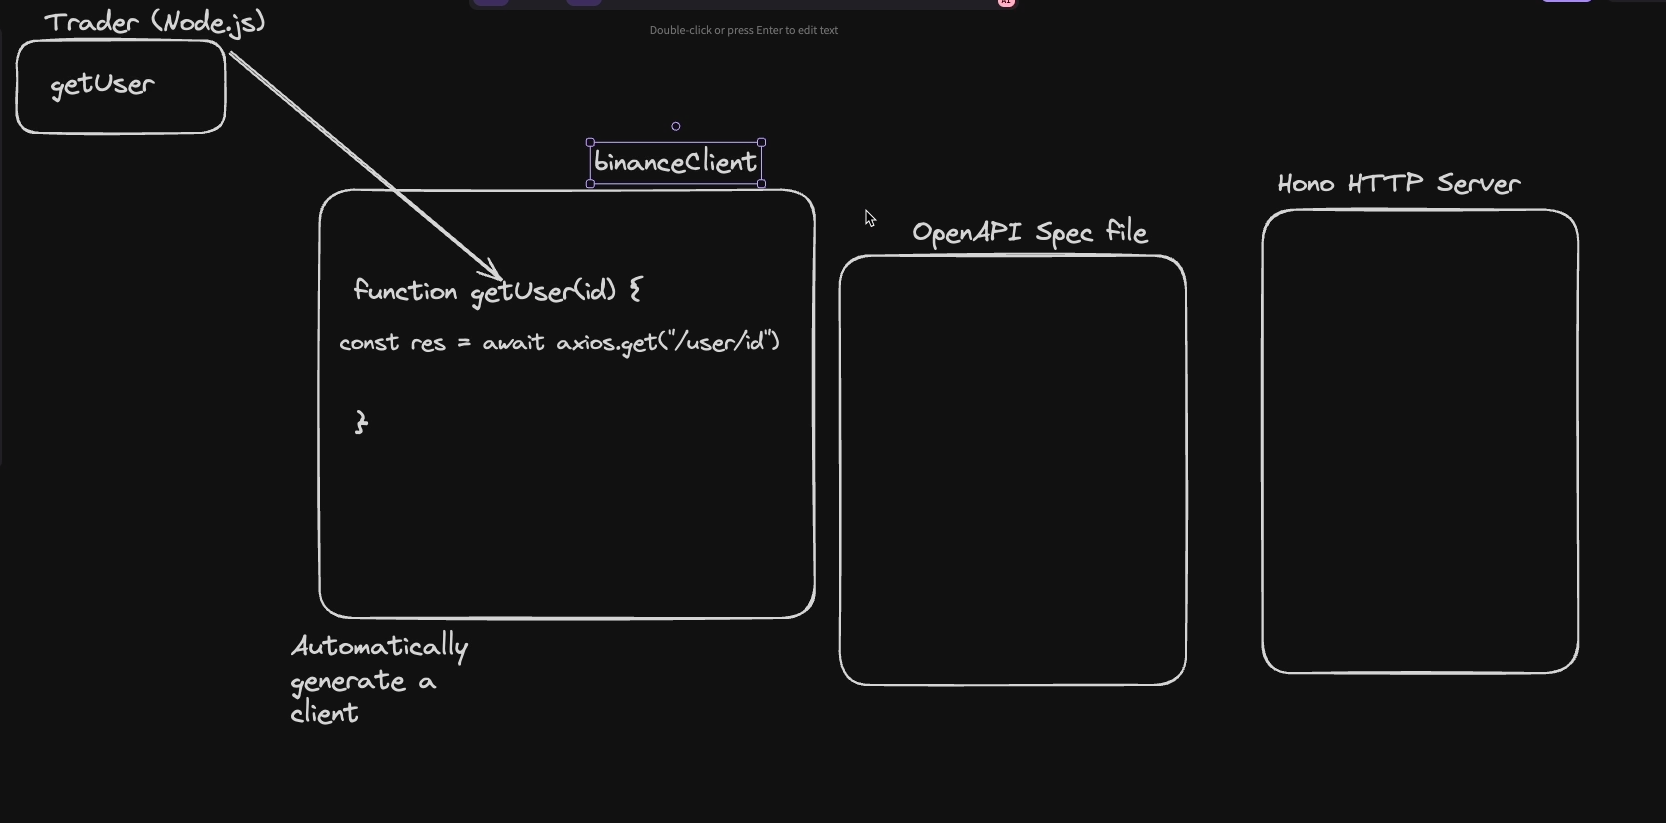 Trader (Node.js)
getUser
Double-click or press Enter to edit text
AI
binanceClient
function getUser(id) {
const res = await axios.get("/user/id")
}
Automatically
generate a
client
OpenAPI Spec file
Hono HTTP Server